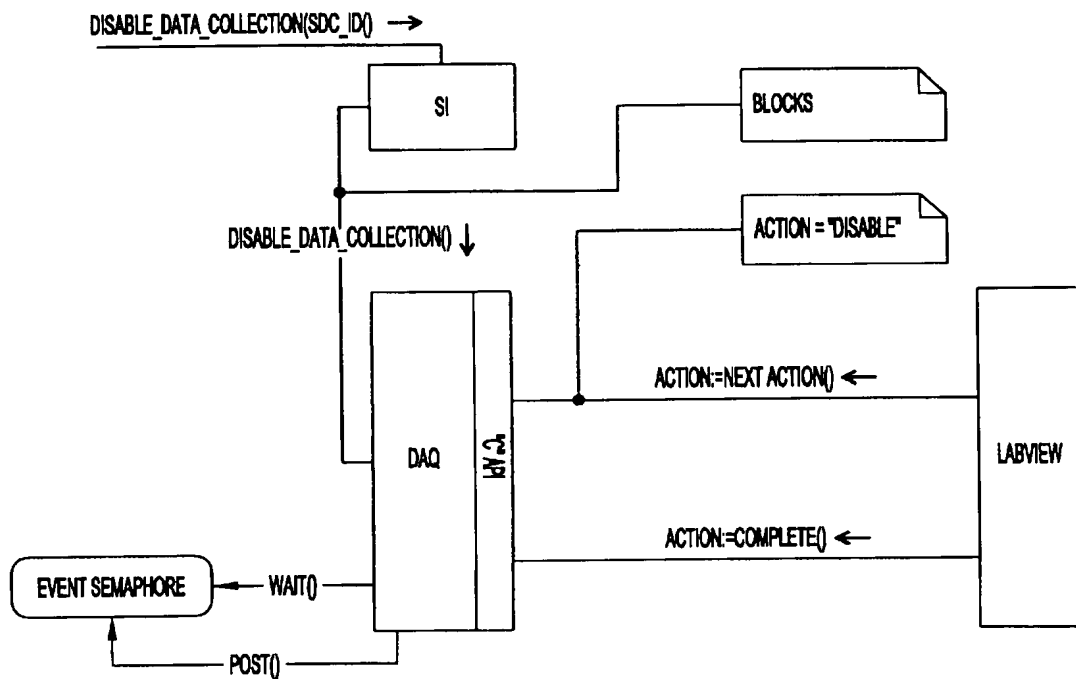 DISABLE_DATA_COLLECTION(SDC_ID()
SI
BLOCKS
DISABLE_DATA_COLLECTION()
ACTION = "DISABLE"
ACTION:=NEXT ACTION()
DAQ
"C" API
LABVIEW
ACTION:=COMPLETE()
EVENT SEMAPHORE
WAIT()
POST()